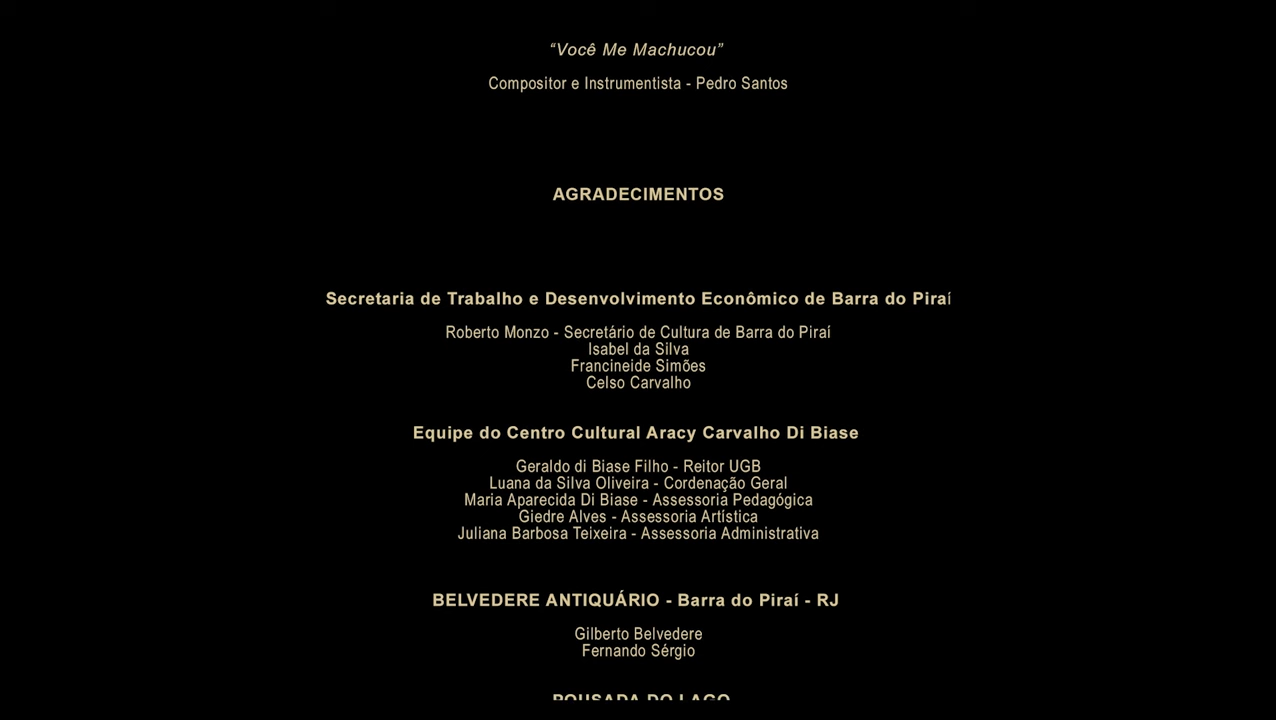 “Você Me Machucou”
Compositor e Instrumentista - Pedro Santos
AGRADECIMENTOS
Secretaria de Trabalho e Desenvolvimento Econômico de Barra do Piraí
Roberto Monzo - Secretário de Cultura de Barra do Piraí
Isabel da Silva
Francineide Simões
Celso Carvalho
Equipe do Centro Cultural Aracy Carvalho Di Biase
Geraldo di Biase Filho - Reitor UGB
Luana da Silva Oliveira - Cordenação Geral
Maria Aparecida Di Biase - Assessoria Pedagógica
Giedre Alves - Assessoria Artística
Juliana Barbosa Teixeira - Assessoria Administrativa
BELVEDERE ANTIQUÁRIO - Barra do Piraí - RJ
Gilberto Belvedere
Fernando Sérgio
POUSADA DO LAGO